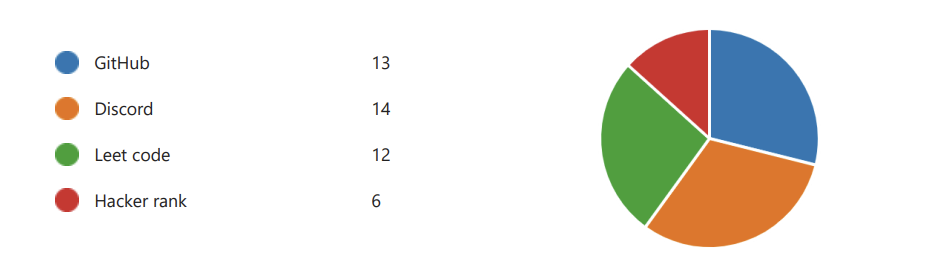 GitHub 13
Discord 14
Leet code 12
Hacker rank 6